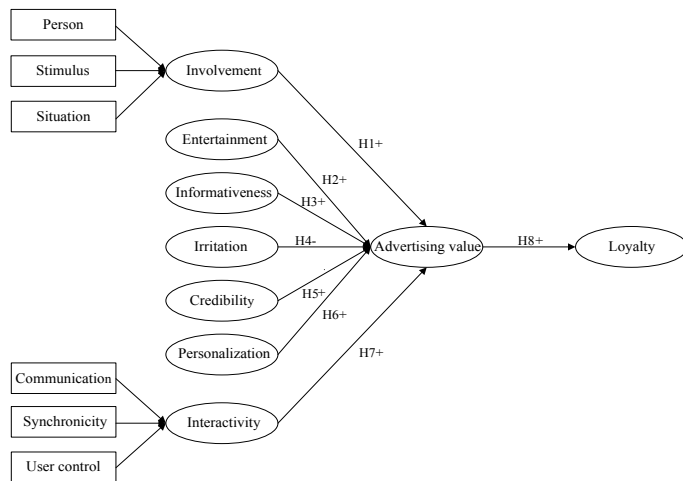 Person
Stimulus
Situation
Involvement
Entertainment
Informativeness
Irritation
Credibility
Personalization
Communication
Synchronicity
User control
Interactivity
H1+
H2+
H3+
H4-
H5+
H6+
H7+
Advertising value
H8+
Loyalty